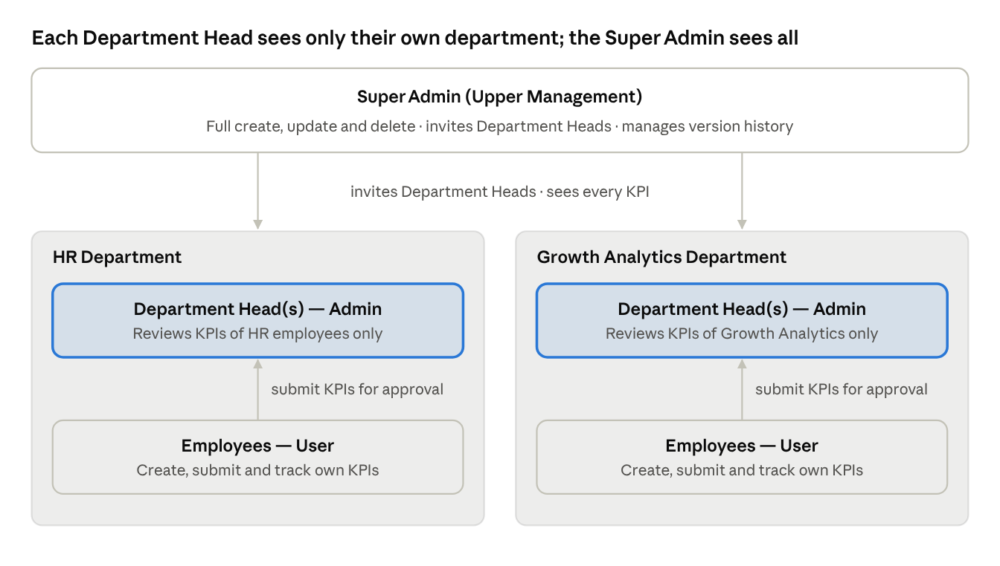 Each Department Head sees only their own department; the Super Admin sees all
Super Admin (Upper Management)
Full create, update and delete · invites Department Heads · manages version history
invites Department Heads · sees every KPI
HR Department
Department Head(s) — Admin
Reviews KPIs of HR employees only
submit KPIs for approval
Employees — User
Create, submit and track own KPIs
Growth Analytics Department
Department Head(s) — Admin
Reviews KPIs of Growth Analytics only
submit KPIs for approval
Employees — User
Create, submit and track own KPIs